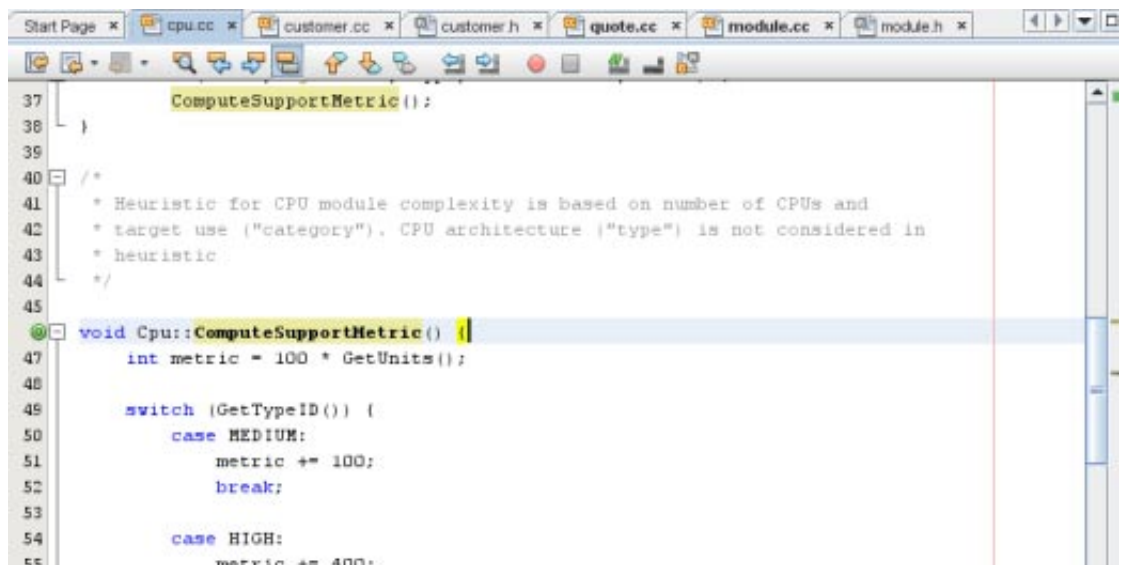 Start Page cpu.cc customer.cc customer.h quote.cc module.cc module.h
37 ComputeSupportMetric();
38 }
39
40 /*
41 * Heuristic for CPU module complexity is based on number of CPUs and
42 * target use ("category"). CPU architecture ("type") is not considered in
43 * heuristic
44 */
45
void Cpu::ComputeSupportMetric() {
47 int metric = 100 * GetUnits();
48
49 switch (GetTypeID()) {
50 case MEDIUM:
51 metric += 100;
52 break;
53
54 case HIGH:
55 metric += 400;